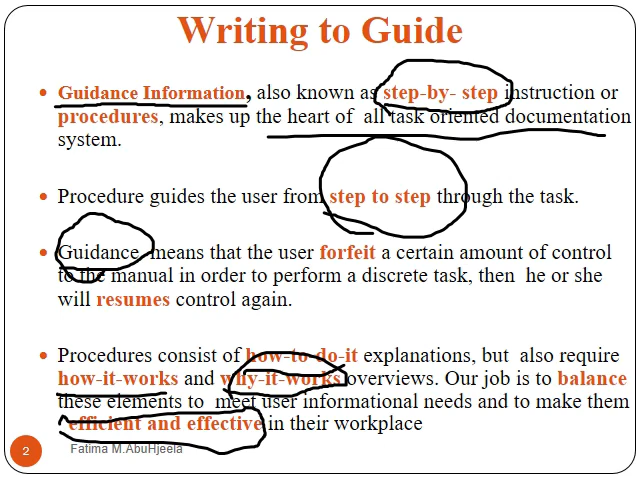 Writing to Guide
• Guidance Information, also known as step-by- step instruction or
procedures, makes up the heart of all task oriented documentation
system.
• Procedure guides the user from step to step through the task.
• Guidance means that the user forfeit a certain amount of control
to the manual in order to perform a discrete task, then he or she
will resumes control again.
• Procedures consist of how-to-do-it explanations, but also require
how-it-works and why-it-works overviews. Our job is to balance
these elements to meet user informational needs and to make them
efficient and effective in their workplace
2 Fatima M.AbuHjeela